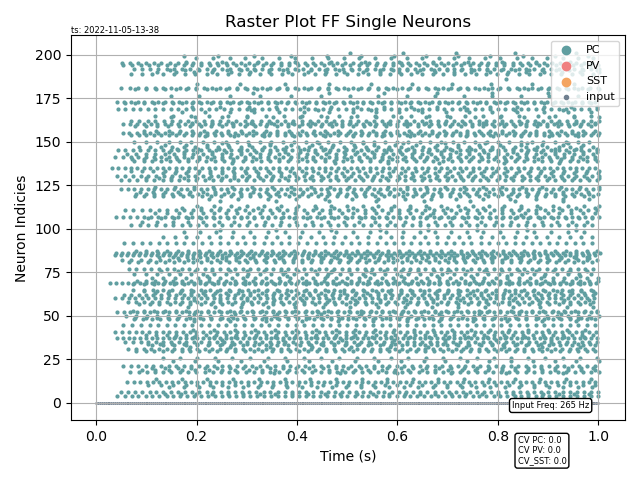 Raster Plot FF Single Neurons
ts: 2022-11-05-13-38
PC
PV
SST
input
200
175
150
125
100
75
50
25
0
Neuron Indicies
Input Freq: 265 Hz
0.0 0.2 0.4 0.6 0.8 1.0
Time (s)
CV PC: 0.0
CV PV: 0.0
CV_SST: 0.0